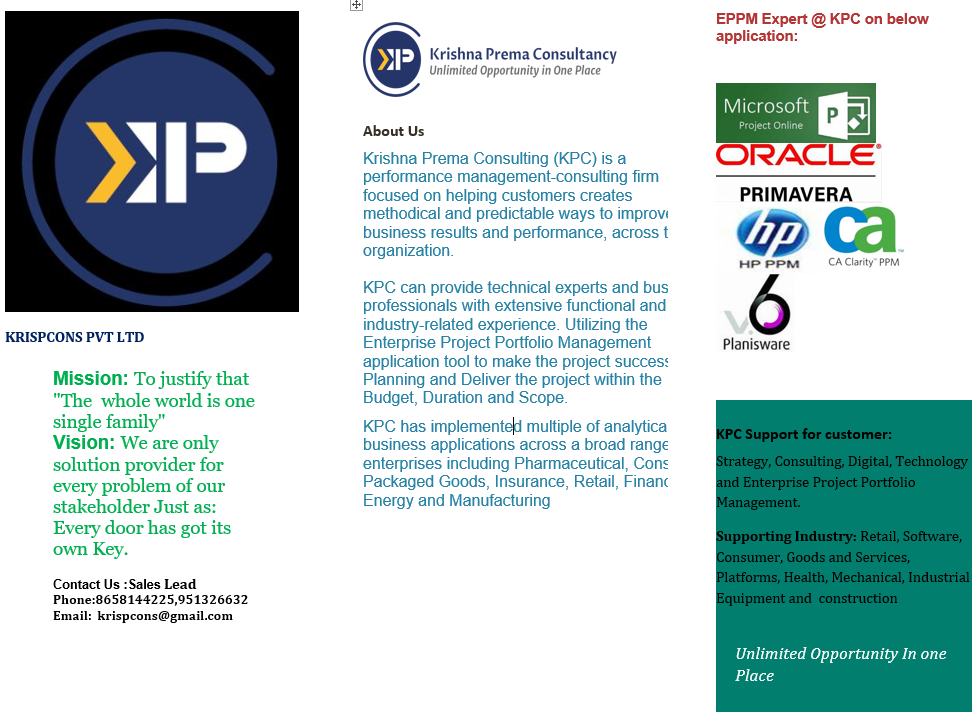 KP
KRISPCONS PVT LTD
Mission: To justify that
"The whole world is one
single family"
Vision: We are only
solution provider for
every problem of our
stakeholder Just as:
Every door has got its
own Key.
Contact Us :Sales Lead
Phone:8658144225,951326632
Email: krispcons@gmail.com
KP
Krishna Prema Consultancy
Unlimited Opportunity in One Place
About Us
Krishna Prema Consulting (KPC) is a
performance management-consulting firm
focused on helping customers creates
methodical and predictable ways to improve
business results and performance, across t
organization.
KPC can provide technical experts and bus
professionals with extensive functional and
industry-related experience. Utilizing the
Enterprise Project Portfolio Management
application tool to make the project success
Planning and Deliver the project within the
Budget, Duration and Scope.
KPC has implemented multiple of analytica
business applications across a broad range
enterprises including Pharmaceutical, Cons
Packaged Goods, Insurance, Retail, Financ
Energy and Manufacturing
EPPM Expert @ KPC on below
application:
Microsoft
Project Online
P
ORACLE®
PRIMAVERA
hp
HP PPM
ca
™
CA Clarity™ PPM
v.6
Planisware
KPC Support for customer:
Strategy, Consulting, Digital, Technology
and Enterprise Project Portfolio
Management.
Supporting Industry: Retail, Software,
Consumer, Goods and Services,
Platforms, Health, Mechanical, Industrial
Equipment and construction
Unlimited Opportunity In one
Place